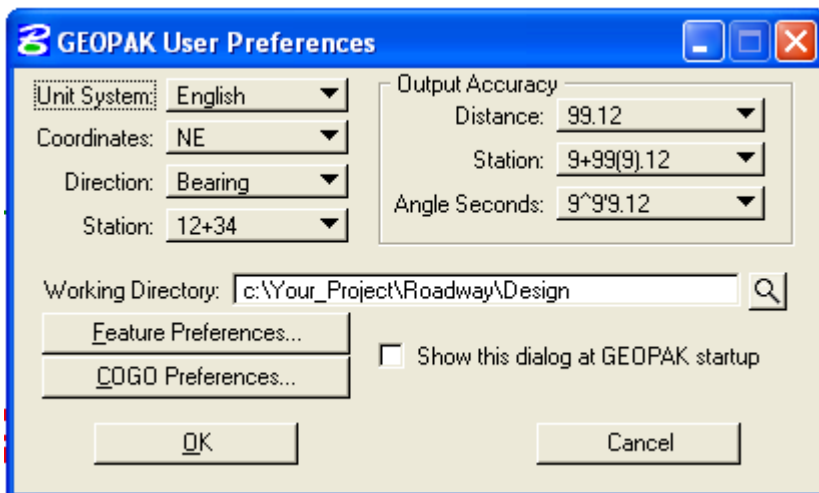 GEOPAK User Preferences
Unit System: English
Coordinates: NE
Direction: Bearing
Station: 12+34
Output Accuracy
Distance: 99.12
Station: 9+99(9).12
Angle Seconds: 9^9'9.12
Working Directory: c:\Your_Project\Roadway\Design
Feature Preferences...
COGO Preferences...
Show this dialog at GEOPAK startup
OK
Cancel